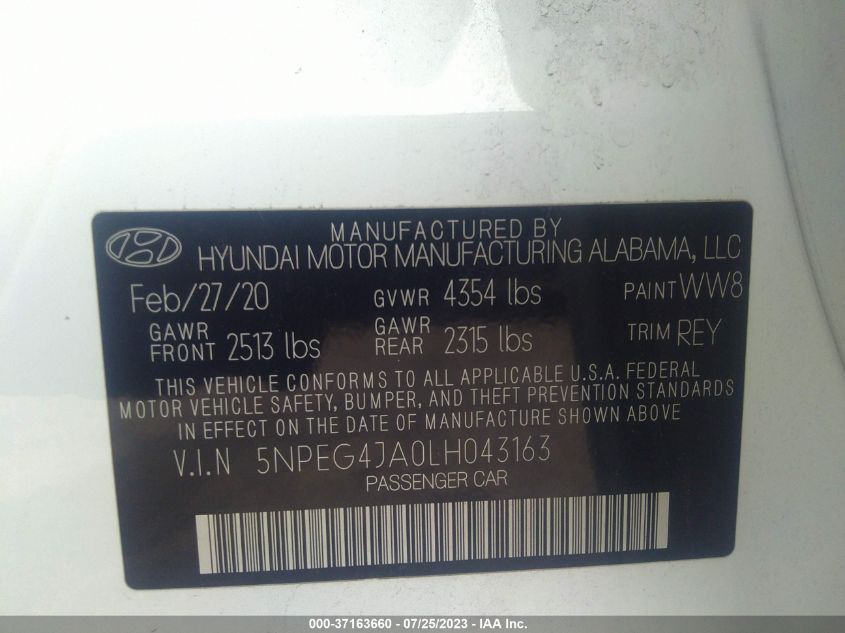 MANUFACTURED BY
HYUNDAI MOTOR MANUFACTURING ALABAMA, LLC
Feb/27/20 GVWR 4354 lbs PAINT WW8
GAWR FRONT 2513 lbs GAWR REAR 2315 lbs TRIM REY
THIS VEHICLE CONFORMS TO ALL APPLICABLE U.S.A. FEDERAL
MOTOR VEHICLE SAFETY, BUMPER, AND THEFT PREVENTION STANDARDS
IN EFFECT ON THE DATE OF MANUFACTURE SHOWN ABOVE
V.I.N 5NPEG4JA0LH043163
PASSENGER CAR
000-37163660 - 07/25/2023 - IAA Inc.